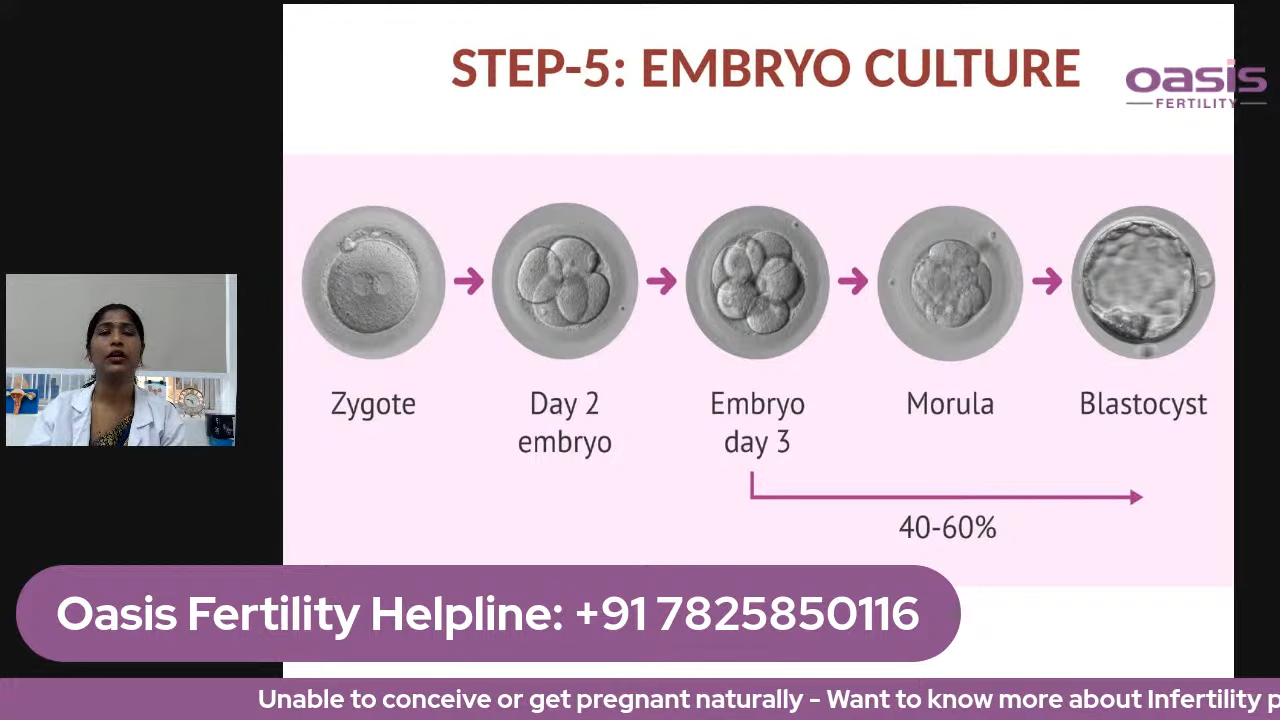 STEP-5: EMBRYO CULTURE
oasis
FERTILITY
Zygote
Day 2
embryo
Embryo
day 3
Morula
Blastocyst
40-60%
Oasis Fertility Helpline: +91 7825850116
Unable to conceive or get pregnant naturally - Want to know more about Infertility p